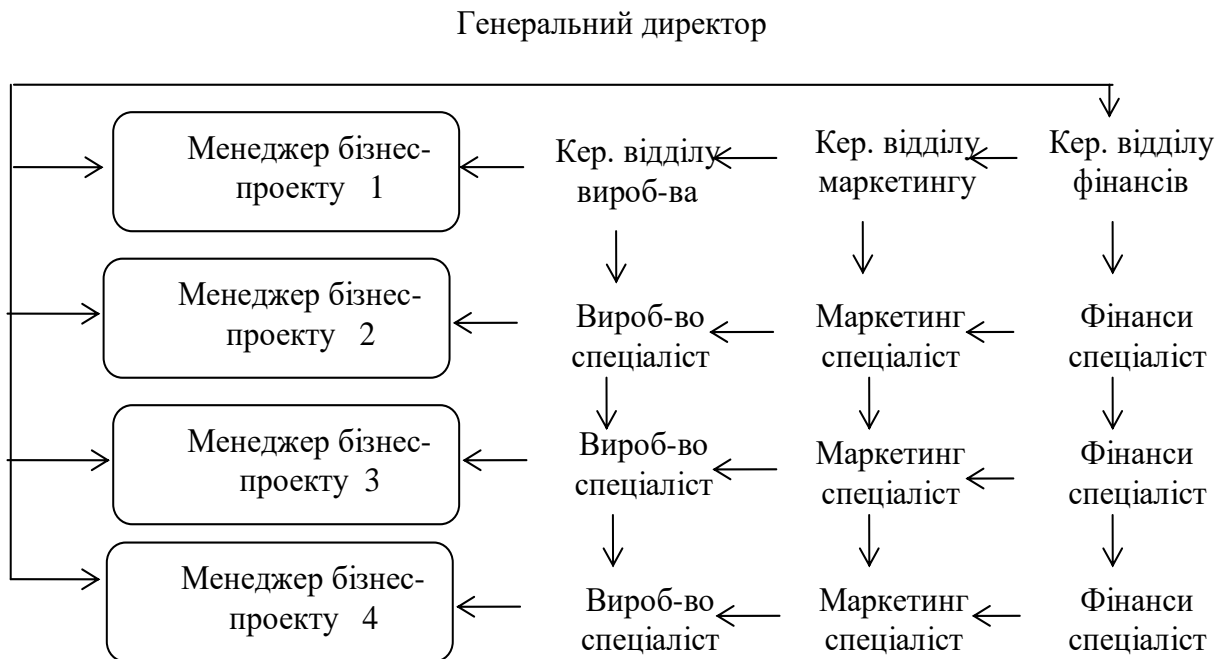 Генеральний директор
Менеджер бізнес-
проекту 1
Кер. відділу
вироб-ва
Кер. відділу
маркетингу
Кер. відділу
фінансів
Менеджер бізнес-
проекту 2
Вироб-во
спеціаліст
Маркетинг
спеціаліст
Фінанси
спеціаліст
Менеджер бізнес-
проекту 3
Вироб-во
спеціаліст
Маркетинг
спеціаліст
Фінанси
спеціаліст
Менеджер бізнес-
проекту 4
Вироб-во
спеціаліст
Маркетинг
спеціаліст
Фінанси
спеціаліст